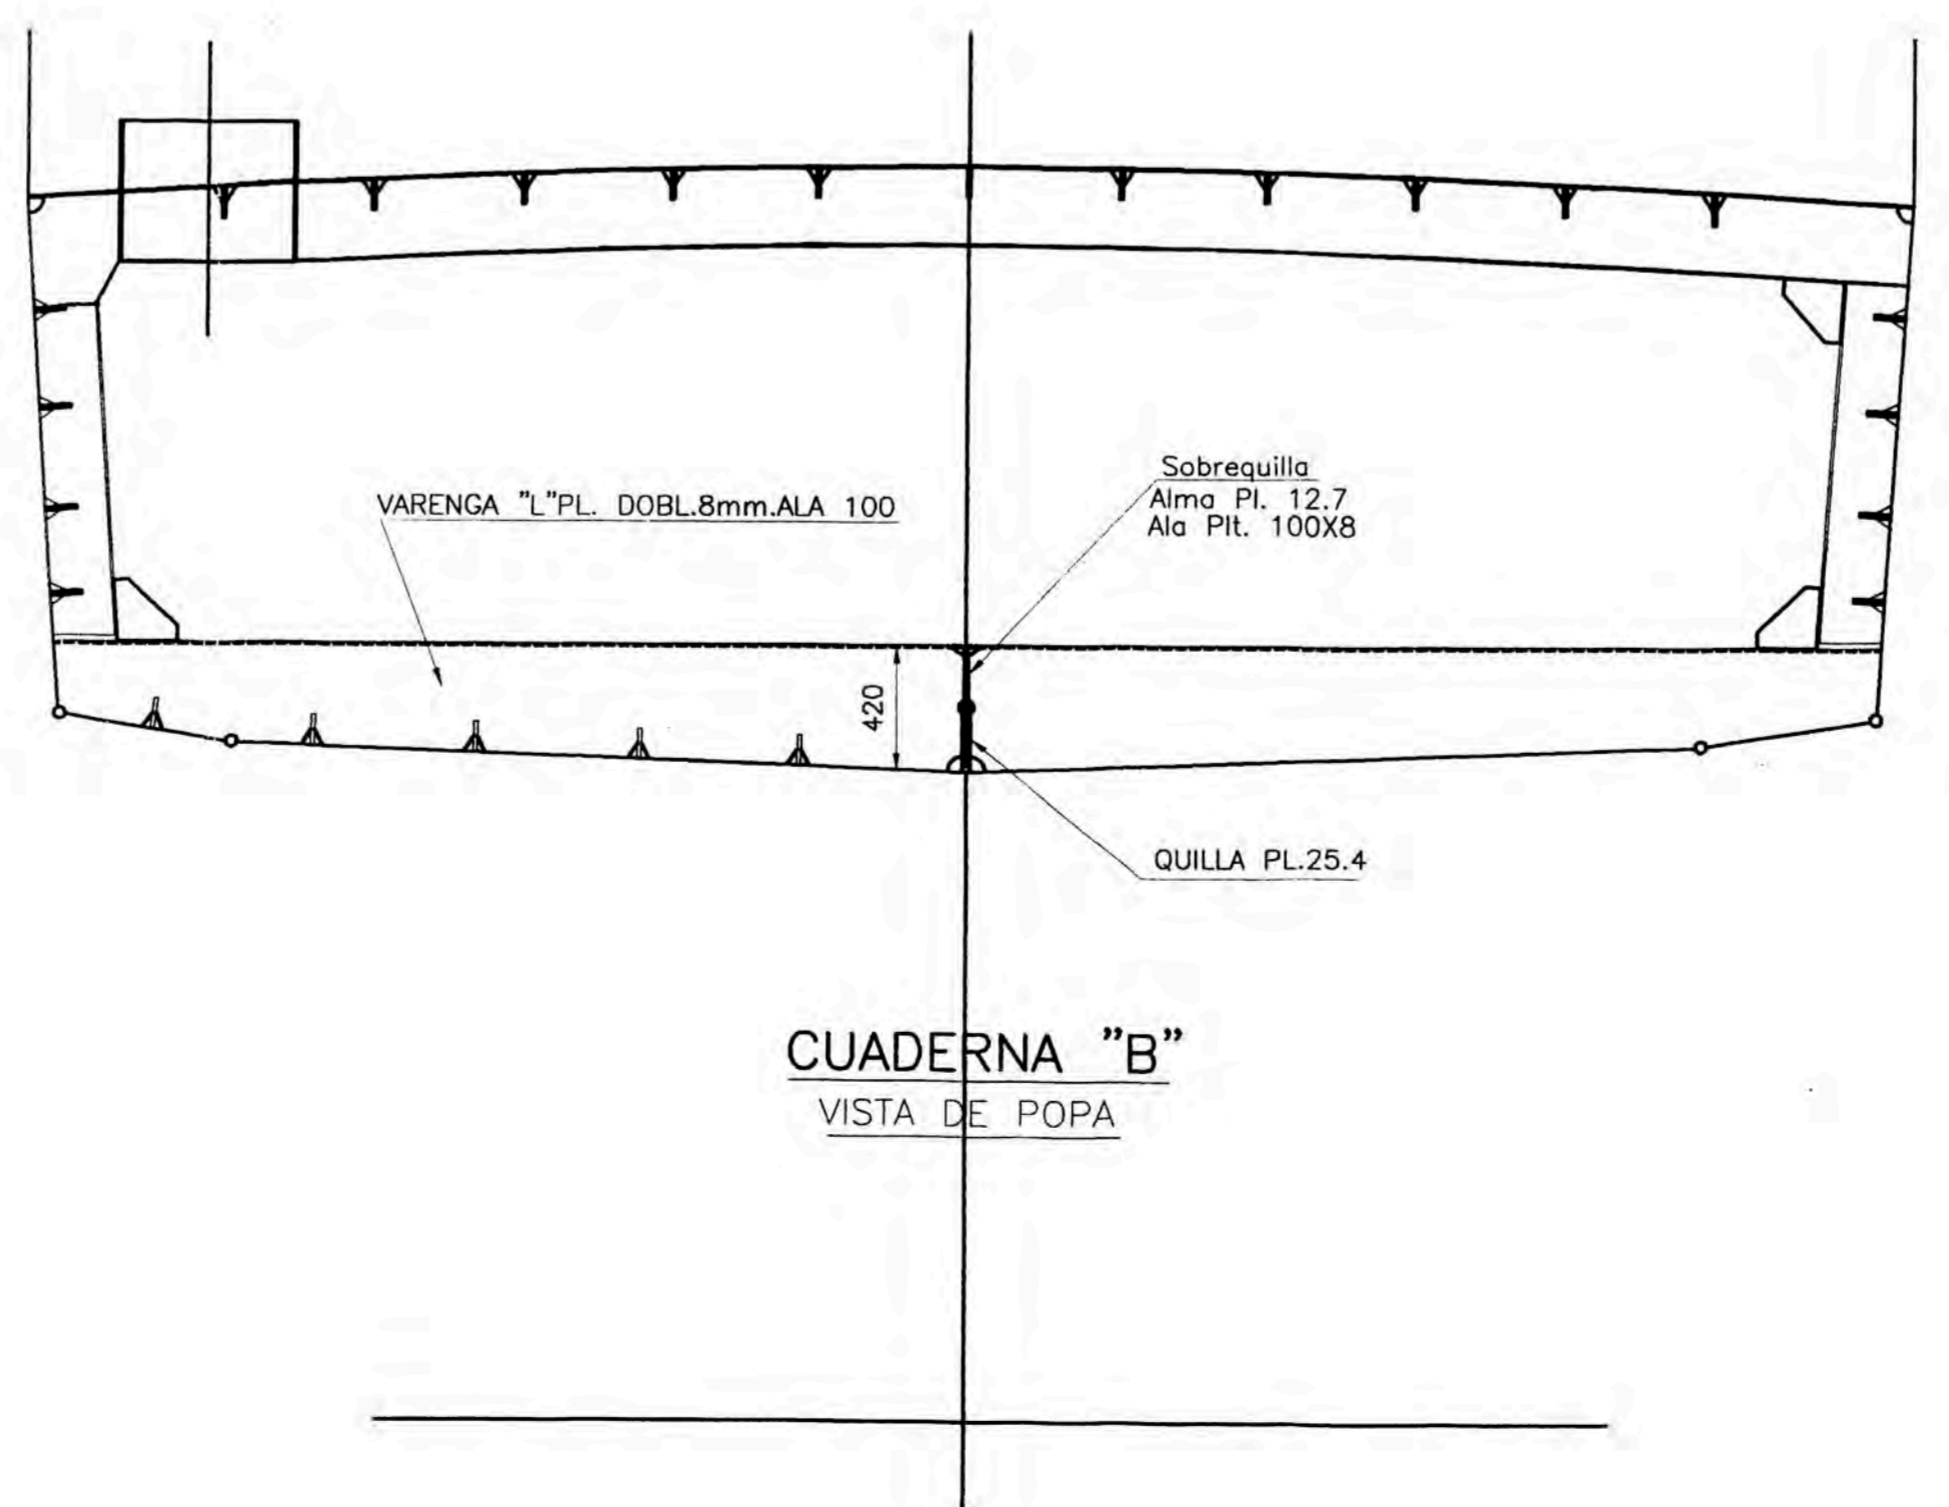 Sobrequilla
Alma Pl. 12.7
Ala Plt. 100X8
VARENGA "L"PL. DOBL.8mm.ALA 100
420
QUILLA PL.25.4
CUADERNA "B"
VISTA DE POPA